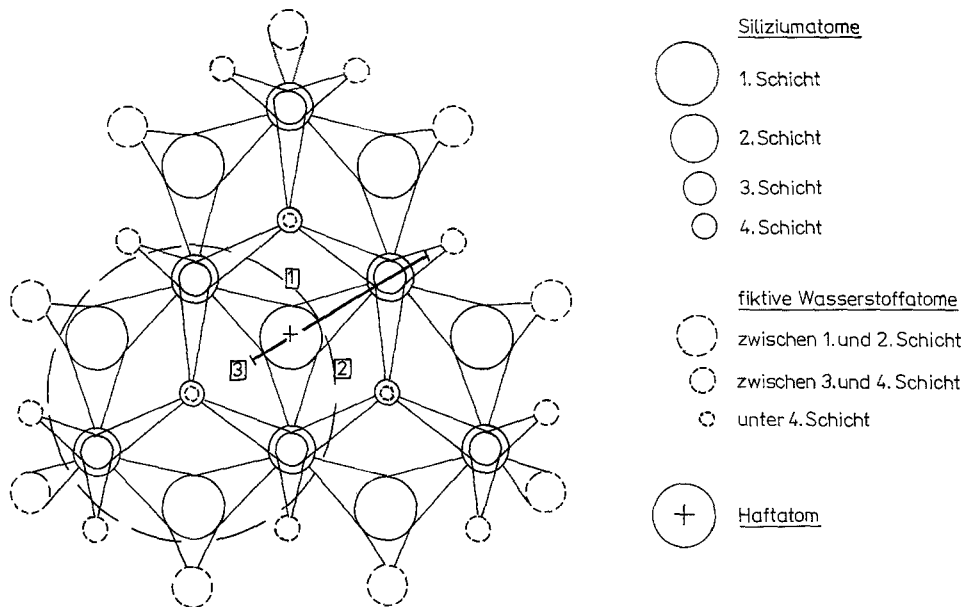 Siliziumatome
1. Schicht
2. Schicht
3. Schicht
4. Schicht
fiktive Wasserstoffatome
zwischen 1. und 2. Schicht
zwischen 3. und 4. Schicht
unter 4. Schicht
Haftatom
1
2
3